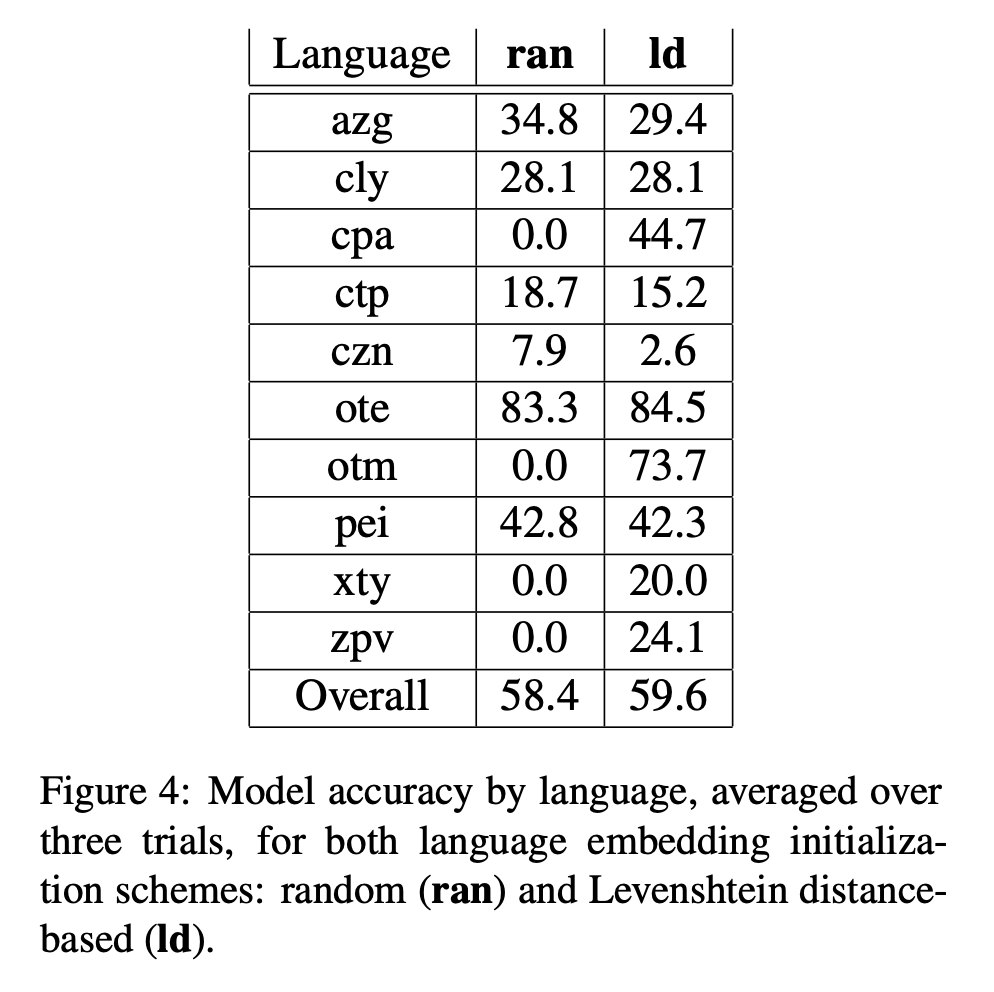 Language ran ld
azg 34.8 29.4
cly 28.1 28.1
cpa 0.0 44.7
ctp 18.7 15.2
czn 7.9 2.6
ote 83.3 84.5
otm 0.0 73.7
pei 42.8 42.3
xty 0.0 20.0
zpv 0.0 24.1
Overall 58.4 59.6
Figure 4: Model accuracy by language, averaged over
three trials, for both language embedding initializa-
tion schemes: random (ran) and Levenshtein distance-
based (ld).